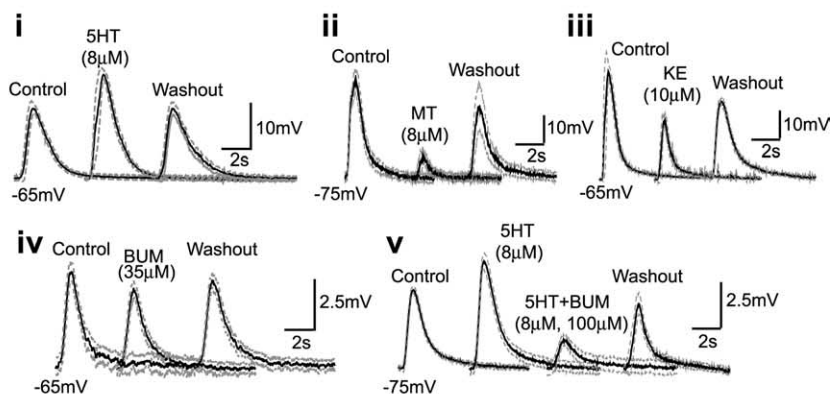 i
5HT
(8μM)
Control
Washout
10mV
2s
-65mV
ii
Control
Washout
MT
(8μM)
10mV
2s
-75mV
iii
Control
KE
(10μM)
Washout
10mV
2s
-65mV
iv
Control
BUM
(35μM)
Washout
2.5mV
2s
-65mV
v
5HT
(8μM)
Control
5HT+BUM
(8μM, 100μM)
Washout
2.5mV
2s
-75mV